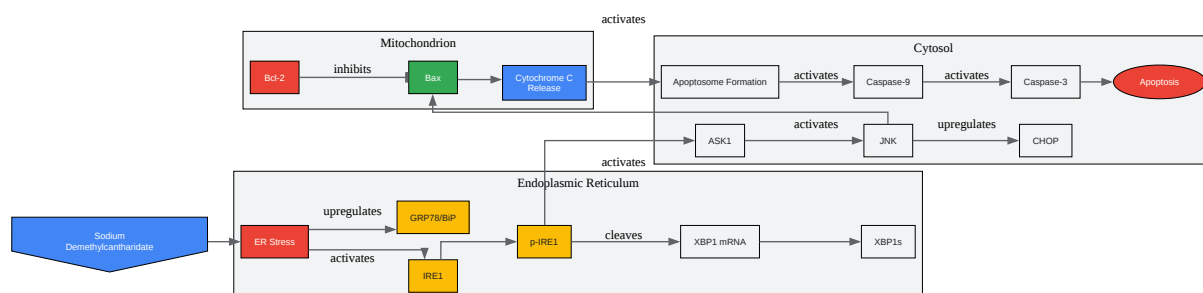 activates
Mitochondrion
Cytosol
Bcl-2
inhibits
Bax
Cytochrome C
Release
Apoptosome Formation
activates
Caspase-9
activates
Caspase-3
Apoptosis
ASK1
activates
JNK
upregulates
CHOP
activates
Endoplasmic Reticulum
Sodium
Demethylcantharidate
ER Stress
upregulates
GRP78/BiP
activates
IRE1
p-IRE1
cleaves
XBP1 mRNA
XBP1s